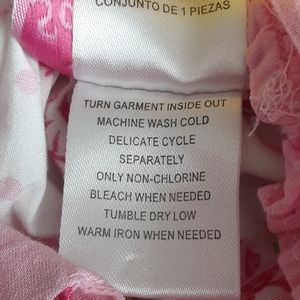 CONJUNTO DE 1 PIEZAS
TURN GARMENT INSIDE OUT
MACHINE WASH COLD
DELICATE CYCLE
SEPARATELY
ONLY NON-CHLORINE
BLEACH WHEN NEEDED
TUMBLE DRY LOW
WARM IRON WHEN NEEDED